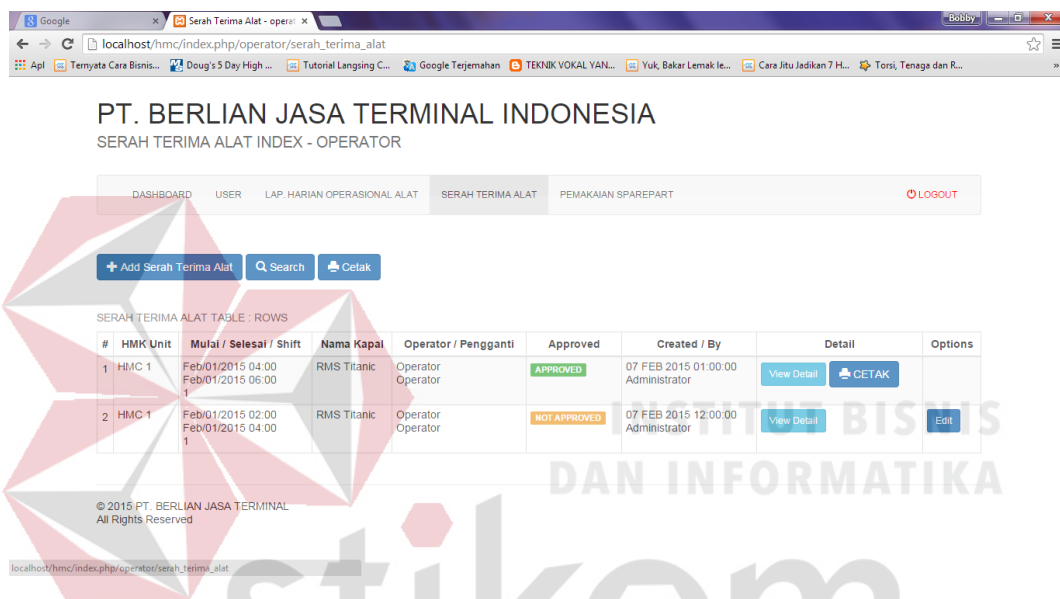 Google
Serah Terima Alat - operat
Bobby
localhost/hmc/index.php/operator/serah_terima_alat
Apl Ternyata Cara Bisnis... Doug's 5 Day High ... Tutorial Langsing C... Google Terjemahan TEKNIK VOKAL YAN... Yuk, Bakar Lemak le... Cara Jitu Jadikan 7 H... Torsi, Tenaga dan R... »
PT. BERLIAN JASA TERMINAL INDONESIA
SERAH TERIMA ALAT INDEX - OPERATOR
DASHBOARD USER LAP. HARIAN OPERASIONAL ALAT SERAH TERIMA ALAT PEMAKAIAN SPAREPART LOGOUT
Add Serah Terima Alat Search Cetak
SERAH TERIMA ALAT TABLE : ROWS
# HMK Unit Mulai / Selesai / Shift Nama Kapal Operator / Pengganti Approved Created / By Detail Options
1 HMC 1 Feb/01/2015 04:00 RMS Titanic Operator APPROVED 07 FEB 2015 01:00:00 View Detail CETAK
Feb/01/2015 06:00 Operator Administrator
1
2 HMC 1 Feb/01/2015 02:00 RMS Titanic Operator NOT APPROVED 07 FEB 2015 12:00:00 View Detail Edit
Feb/01/2015 04:00 Operator Administrator
1
INSTITUT BISNIS
DAN INFORMATIKA
© 2015 PT. BERLIAN JASA TERMINAL
All Rights Reserved
localhost/hmc/index.php/operator/serah_terima_alat
stikom